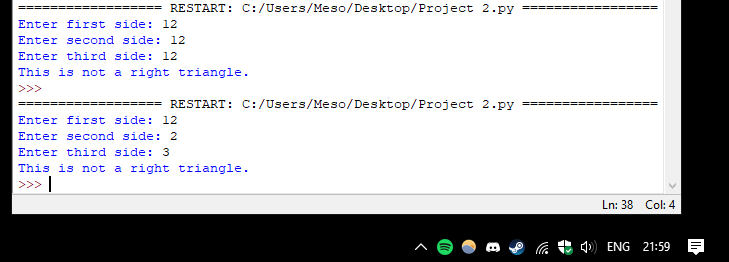 ================== RESTART: C:/Users/Meso/Desktop/Project 2.py =================
Enter first side: 12
Enter second side: 12
Enter third side: 12
This is not a right triangle.
>>>
================== RESTART: C:/Users/Meso/Desktop/Project 2.py =================
Enter first side: 12
Enter second side: 2
Enter third side: 3
This is not a right triangle.
>>>
Ln: 38 Col: 4
ENG 21:59